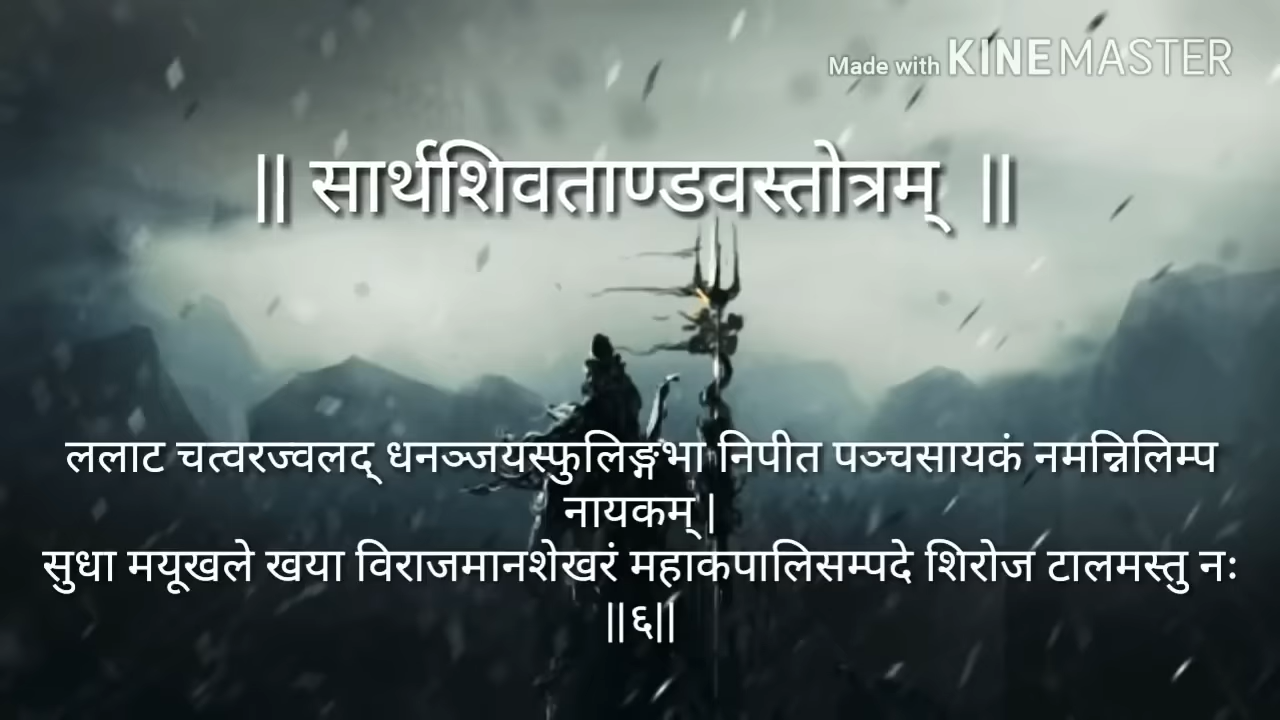 Made with KINEMASTER
|| सार्थशिवताण्डवस्तोत्रम् ||
ललाट चत्वरज्वलद् धनञ्जयस्फुलिङ्गभा निपीत पञ्चसायकं नमन्निलिम्प
नायकम् |
सुधा मयूखले खया विराजमानशेखरं महाकपालिसम्पदे शिरोज टालमस्तु नः
||६||